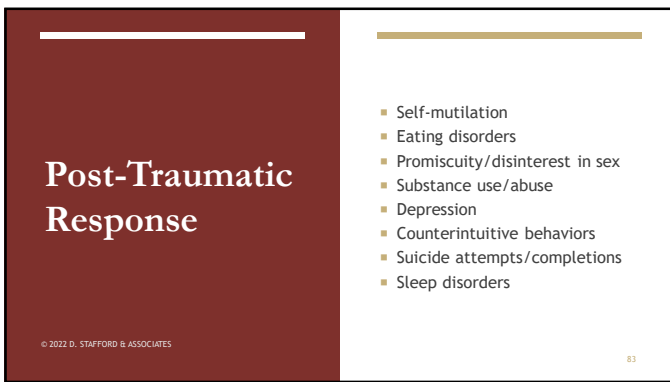 Post-Traumatic
Response
© 2022 D. STAFFORD & ASSOCIATES
▪ Self-mutilation
▪ Eating disorders
▪ Promiscuity/disinterest in sex
▪ Substance use/abuse
▪ Depression
▪ Counterintuitive behaviors
▪ Suicide attempts/completions
▪ Sleep disorders
83